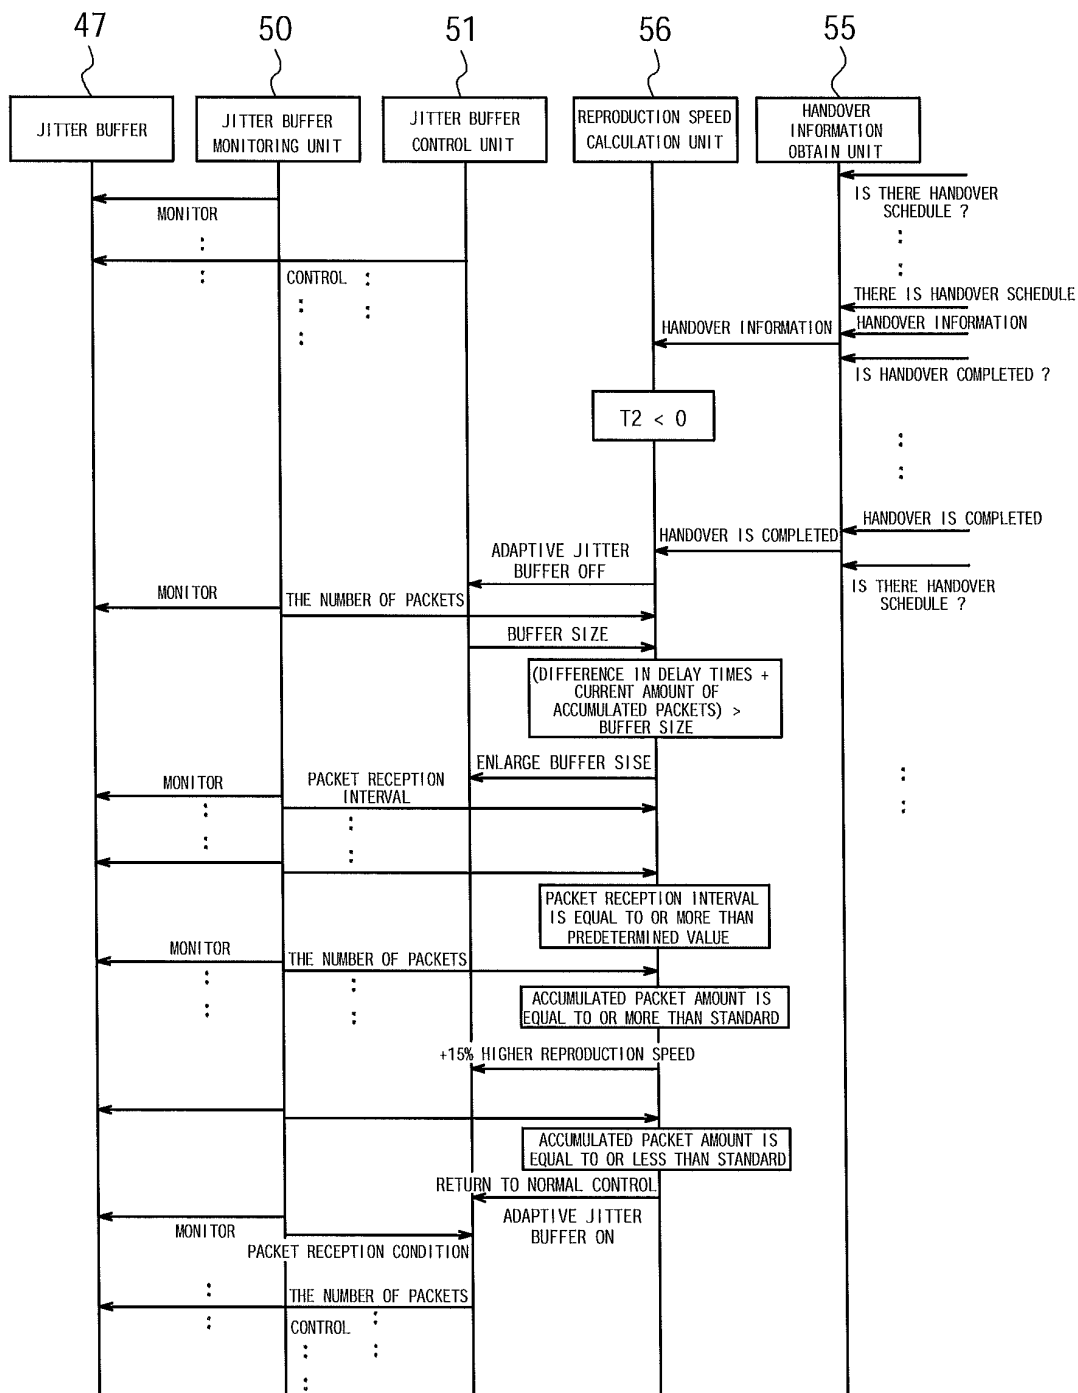 47
50
51
56
55
JITTER BUFFER
JITTER BUFFER
MONITORING UNIT
JITTER BUFFER
CONTROL UNIT
REPRODUCTION SPEED
CALCULATION UNIT
HANDOVER
INFORMATION
OBTAIN UNIT
IS THERE HANDOVER
SCHEDULE ?
MONITOR
CONTROL
THERE IS HANDOVER SCHEDULE
HANDOVER INFORMATION
HANDOVER INFORMATION
IS HANDOVER COMPLETED ?
T2 < 0
HANDOVER IS COMPLETED
HANDOVER IS COMPLETED
ADAPTIVE JITTER
BUFFER OFF
IS THERE HANDOVER
SCHEDULE ?
MONITOR
THE NUMBER OF PACKETS
BUFFER SIZE
(DIFFERENCE IN DELAY TIMES +
CURRENT AMOUNT OF
ACCUMULATED PACKETS) >
BUFFER SIZE
ENLARGE BUFFER SISE
MONITOR
PACKET RECEPTION
INTERVAL
PACKET RECEPTION INTERVAL
IS EQUAL TO OR MORE THAN
PREDETERMINED VALUE
MONITOR
THE NUMBER OF PACKETS
ACCUMULATED PACKET AMOUNT IS
EQUAL TO OR MORE THAN STANDARD
+15% HIGHER REPRODUCTION SPEED
ACCUMULATED PACKET AMOUNT IS
EQUAL TO OR LESS THAN STANDARD
RETURN TO NORMAL CONTROL
ADAPTIVE JITTER
BUFFER ON
MONITOR
PACKET RECEPTION CONDITION
THE NUMBER OF PACKETS
CONTROL